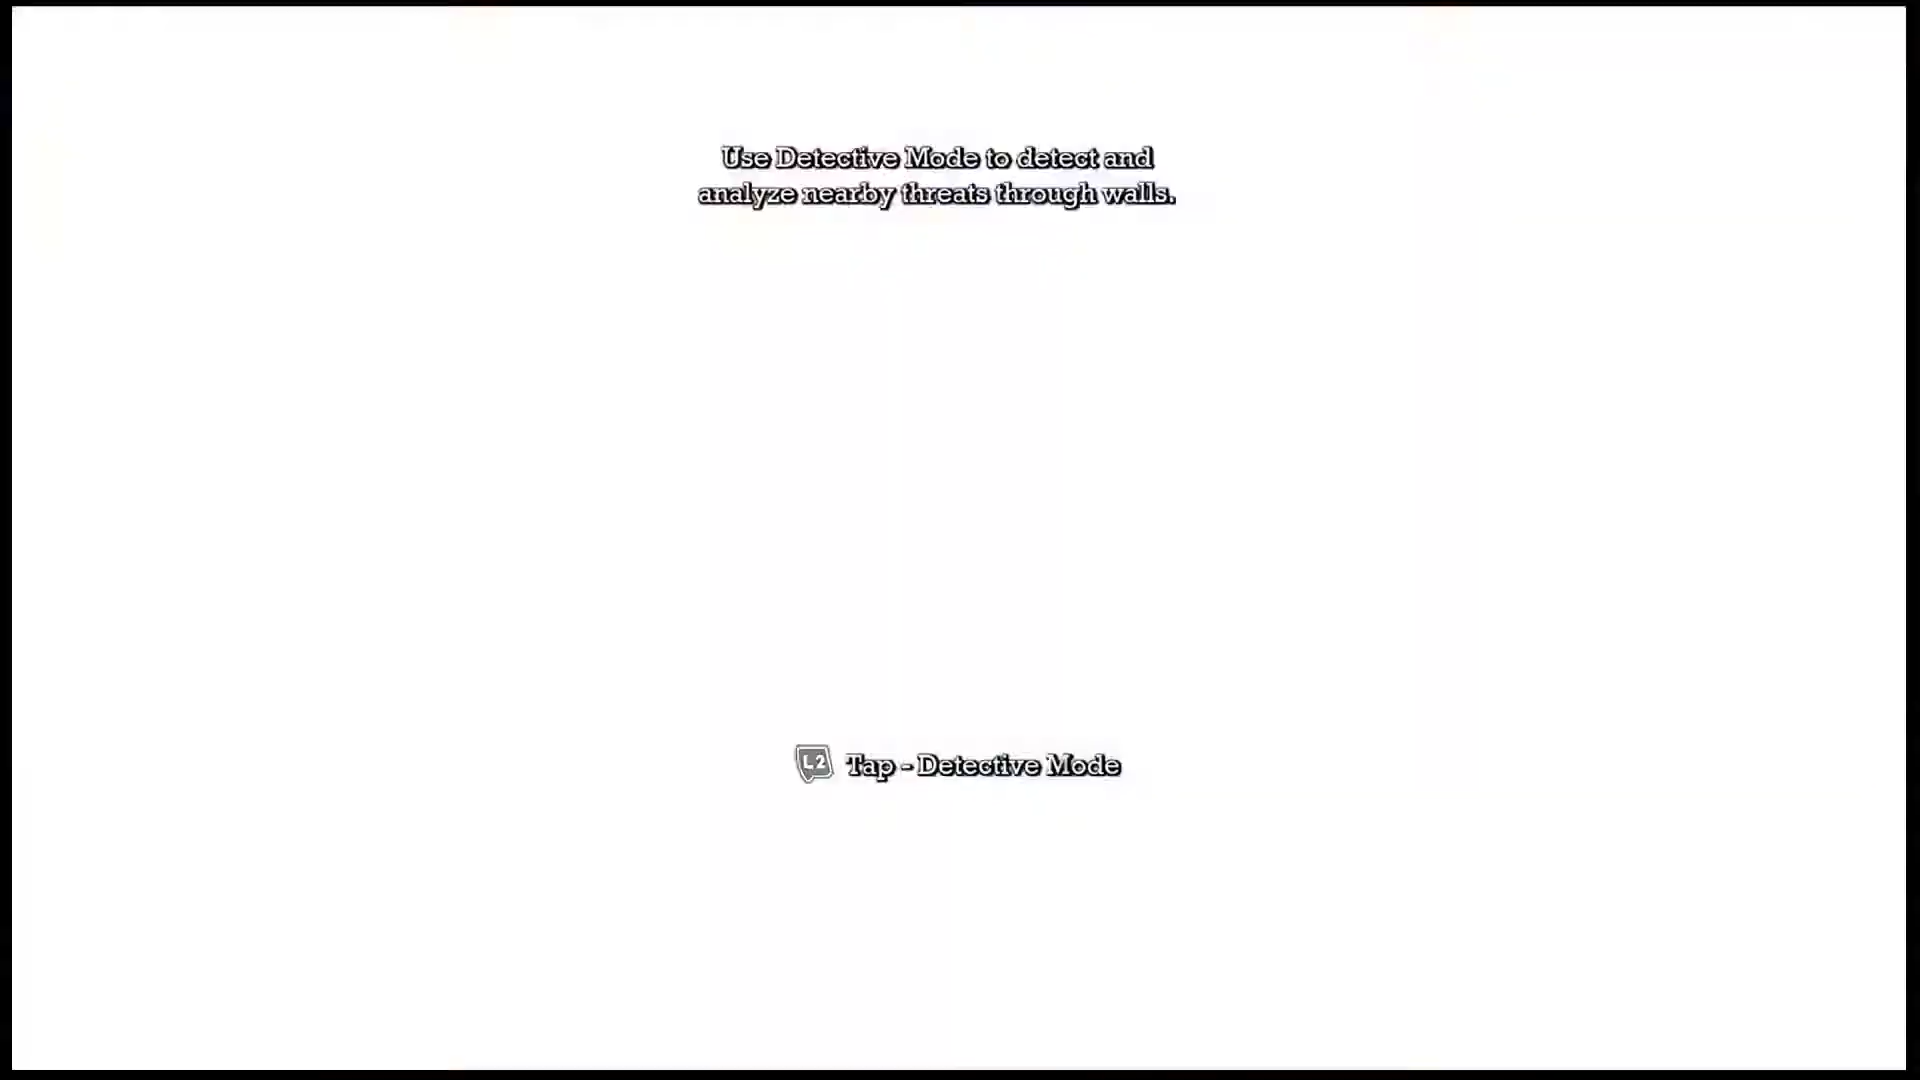 Use Detective Mode to detect and
analyze nearby threats through walls.
L2 Tap - Detective Mode